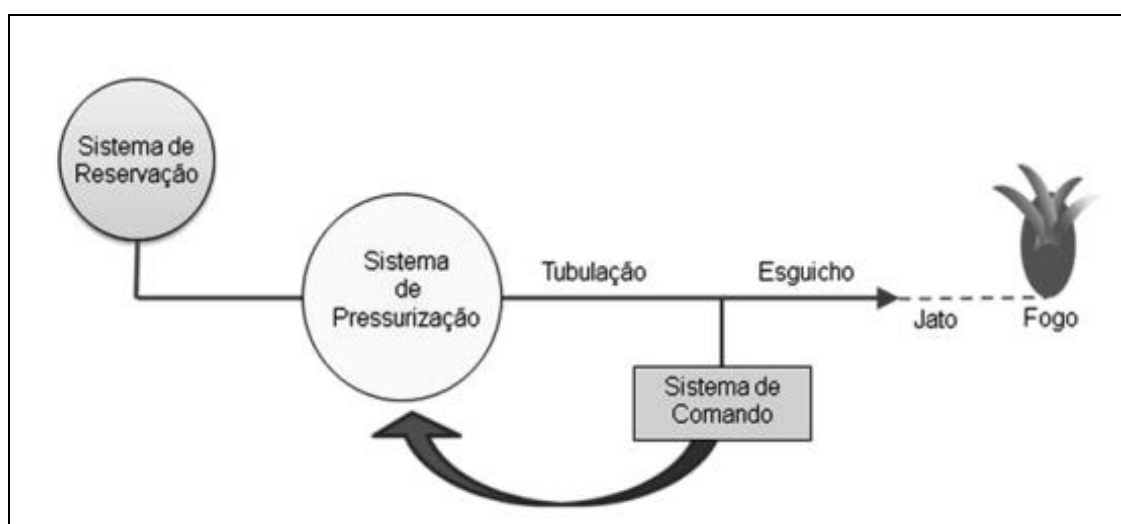 Sistema de
Reservação
Sistema
de
Pressurização
Tubulação
Esguicho
Jato
Fogo
Sistema de
Comando